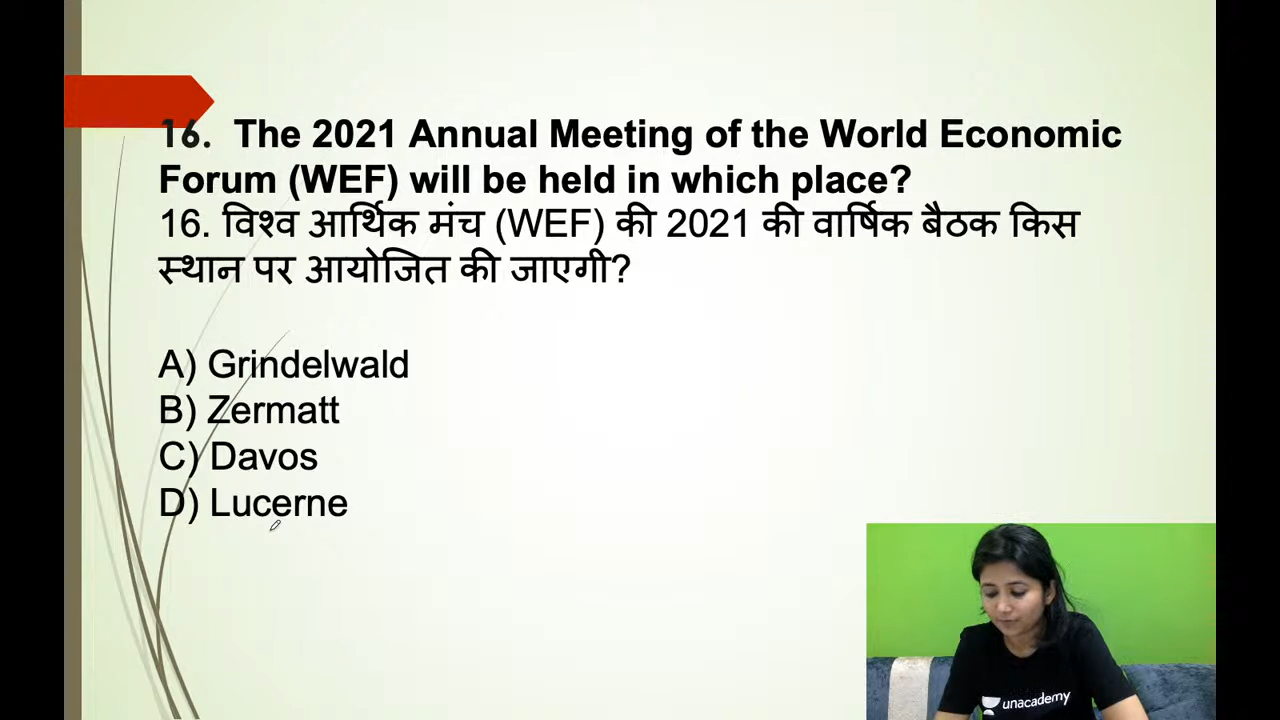 16. The 2021 Annual Meeting of the World Economic
Forum (WEF) will be held in which place?
16. विश्व आर्थिक मंच (WEF) की 2021 की वार्षिक बैठक किस
स्थान पर आयोजित की जाएगी?
A) Grindelwald
B) Zermatt
C) Davos
D) Lucerne
unacademy